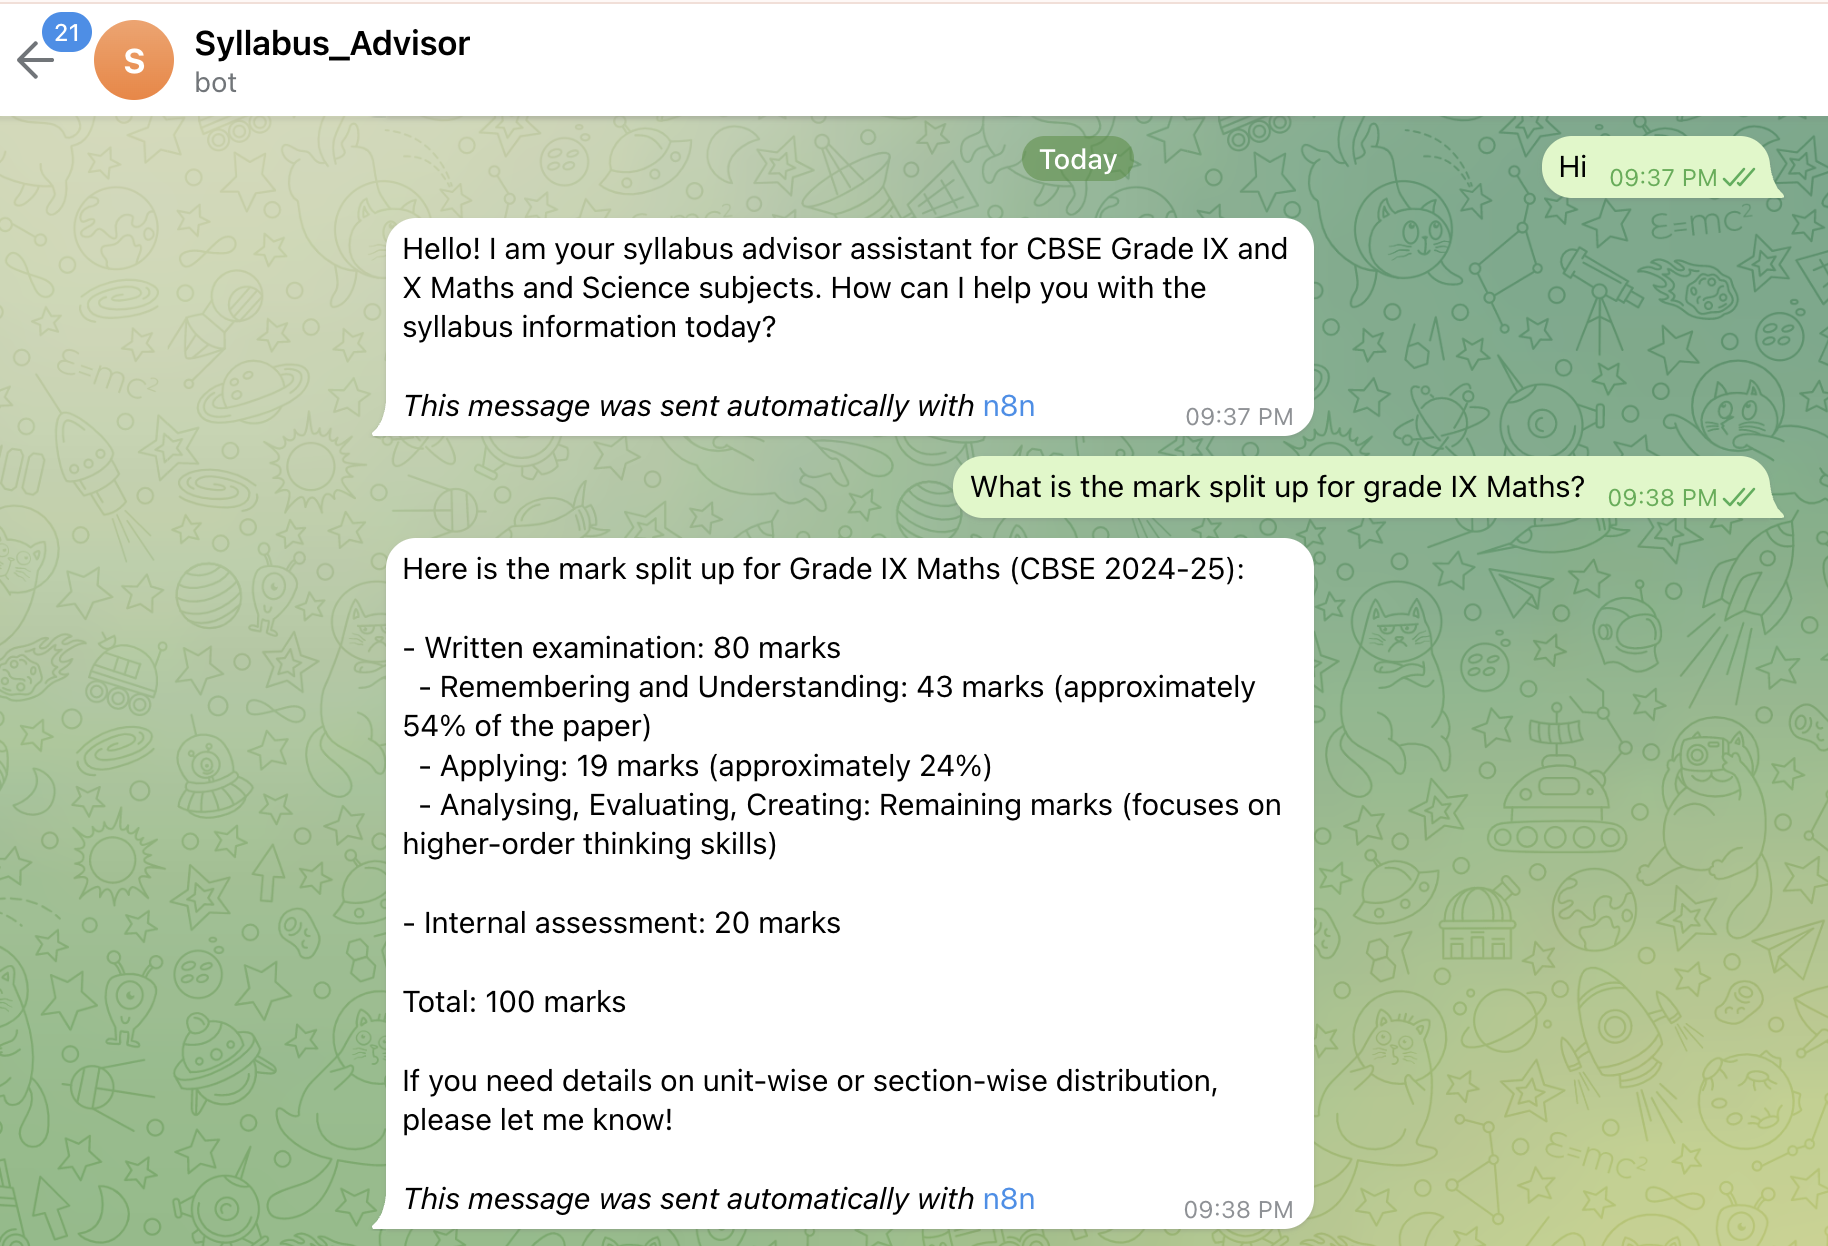 21
S
Syllabus_Advisor
bot
Today
Hi 09:37 PM
Hello! I am your syllabus advisor assistant for CBSE Grade IX and
X Maths and Science subjects. How can I help you with the
syllabus information today?
This message was sent automatically with n8n
09:37 PM
What is the mark split up for grade IX Maths? 09:38 PM
Here is the mark split up for Grade IX Maths (CBSE 2024-25):
- Written examination: 80 marks
- Remembering and Understanding: 43 marks (approximately
54% of the paper)
- Applying: 19 marks (approximately 24%)
- Analysing, Evaluating, Creating: Remaining marks (focuses on
higher-order thinking skills)
- Internal assessment: 20 marks
Total: 100 marks
If you need details on unit-wise or section-wise distribution,
please let me know!
This message was sent automatically with n8n
09:38 PM